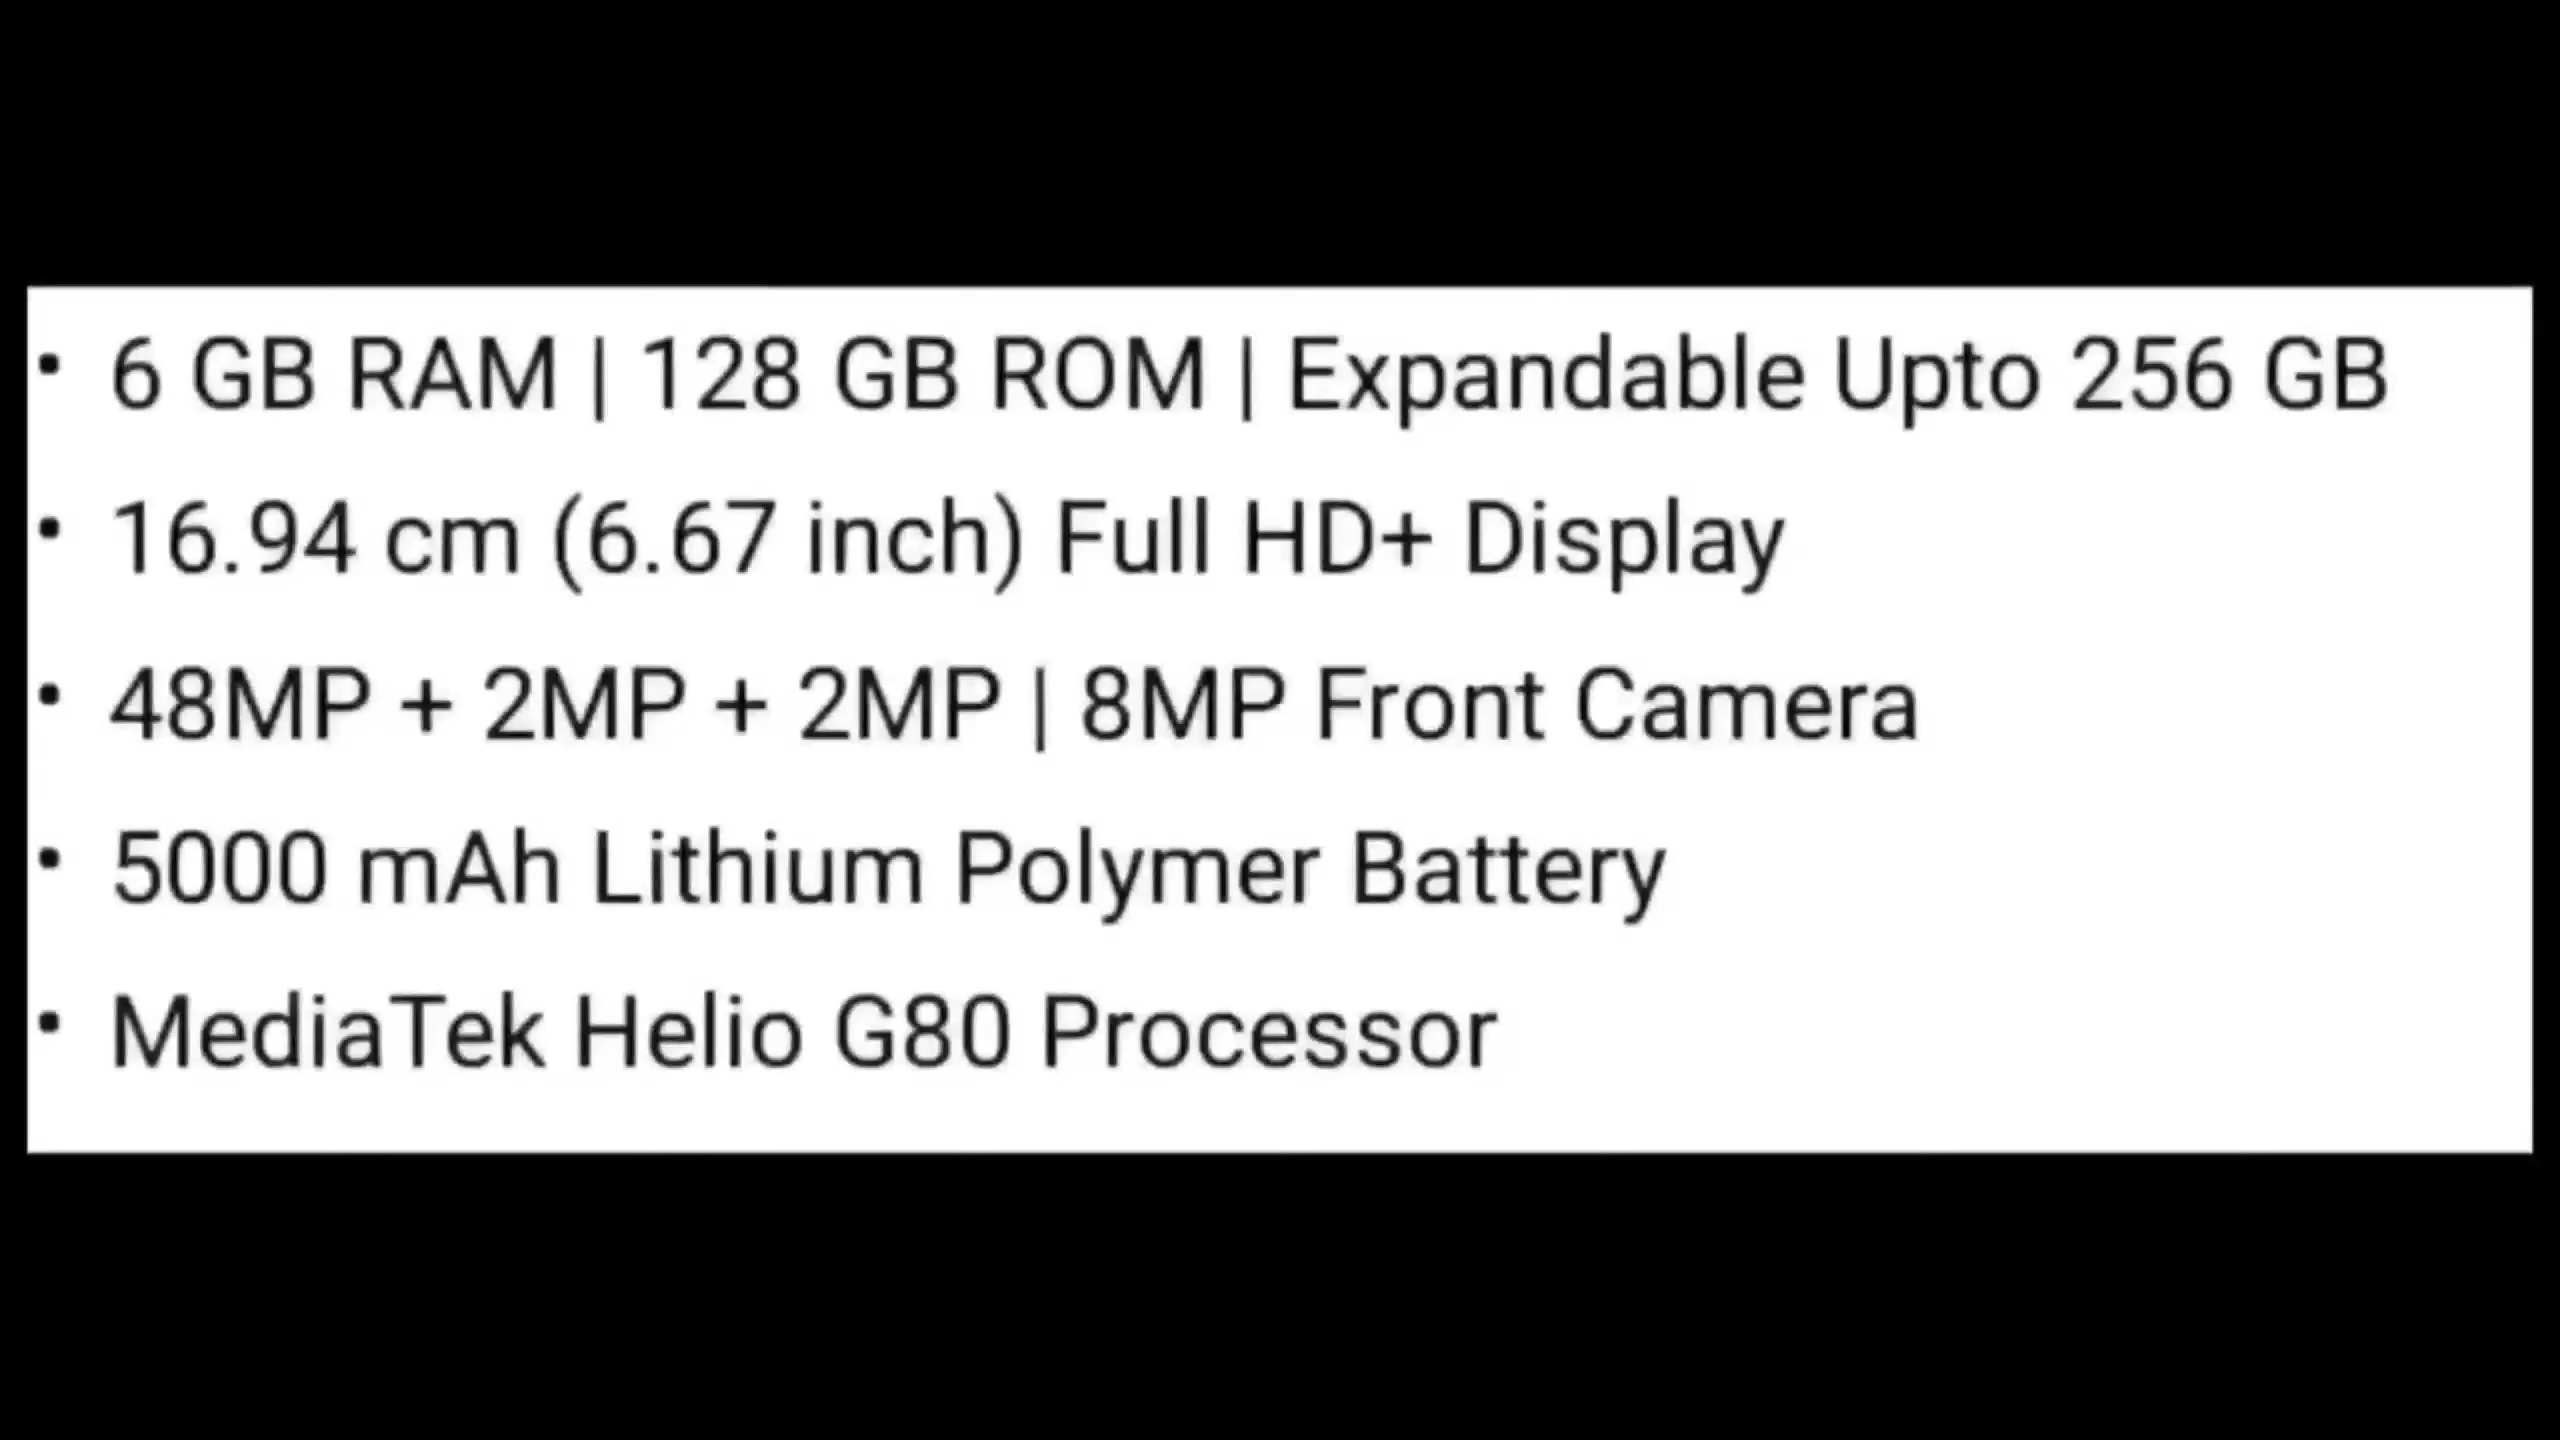 • 6 GB RAM | 128 GB ROM | Expandable Upto 256 GB
• 16.94 cm (6.67 inch) Full HD+ Display
• 48MP + 2MP + 2MP | 8MP Front Camera
• 5000 mAh Lithium Polymer Battery
• MediaTek Helio G80 Processor